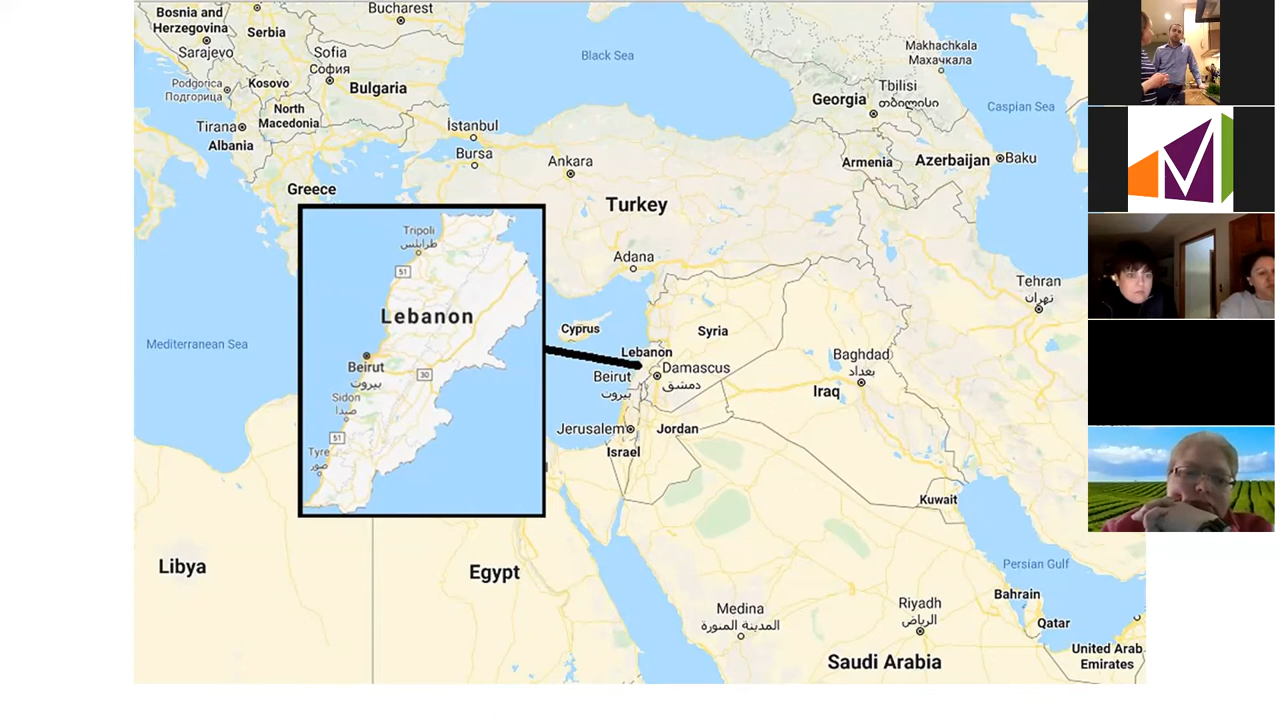 Bosnia and
Herzegovina
Sarajevo
Serbia
Bucharest
Sofia
София
Podgorica
Подгорица
Kosovo
Bulgaria
North
Macedonia
Tirana
Albania
Greece
Black Sea
İstanbul
Bursa
Ankara
Turkey
Adana
Georgia
Tbilisi
თბილისი
Makhachkala
Махачкала
Caspian Sea
Armenia
Azerbaijan
Baku
Tehran
تهران
Mediterranean Sea
Tripoli
طرابلس
51
Lebanon
Beirut
بيروت
30
Sidon
صيدا
51
Tyre
صور
Cyprus
Syria
Lebanon
Beirut
بيروت
Damascus
دمشق
Baghdad
بغداد
Iraq
Jerusalem
Israel
Jordan
Kuwait
Libya
Egypt
Persian Gulf
Medina
المدينة المنورة
Riyadh
الرياض
Bahrain
Qatar
Saudi Arabia
United Arab
Emirates